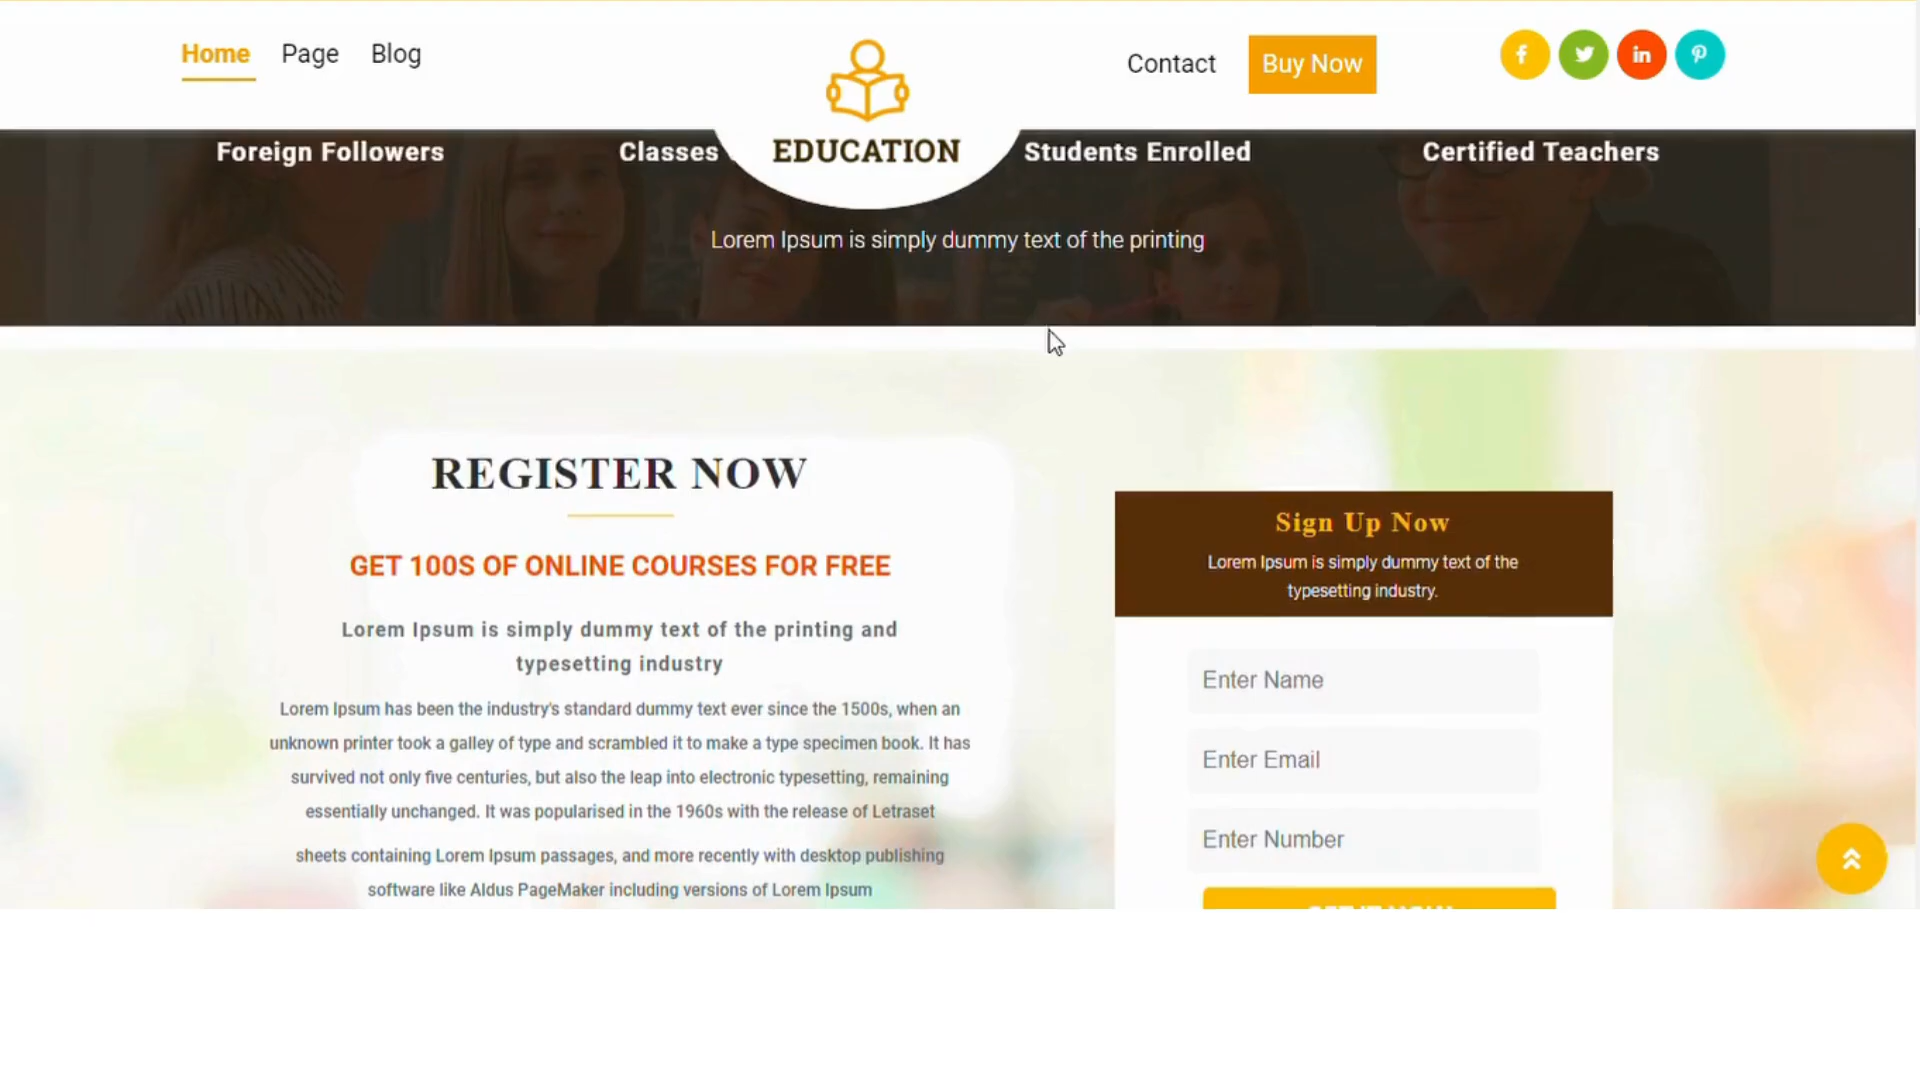 Home Page Blog
Contact Buy Now
EDUCATION
Foreign Followers
Classes
Students Enrolled
Certified Teachers
Lorem Ipsum is simply dummy text of the printing
REGISTER NOW
GET 100S OF ONLINE COURSES FOR FREE
Lorem Ipsum is simply dummy text of the printing and
typesetting industry
Lorem Ipsum has been the industry's standard dummy text ever since the 1500s, when an
unknown printer took a galley of type and scrambled it to make a type specimen book. It has
survived not only five centuries, but also the leap into electronic typesetting, remaining
essentially unchanged. It was popularised in the 1960s with the release of Letraset
sheets containing Lorem Ipsum passages, and more recently with desktop publishing
software like Aldus PageMaker including versions of Lorem Ipsum
Sign Up Now
Lorem Ipsum is simply dummy text of the
typesetting industry.
Enter Name
Enter Email
Enter Number